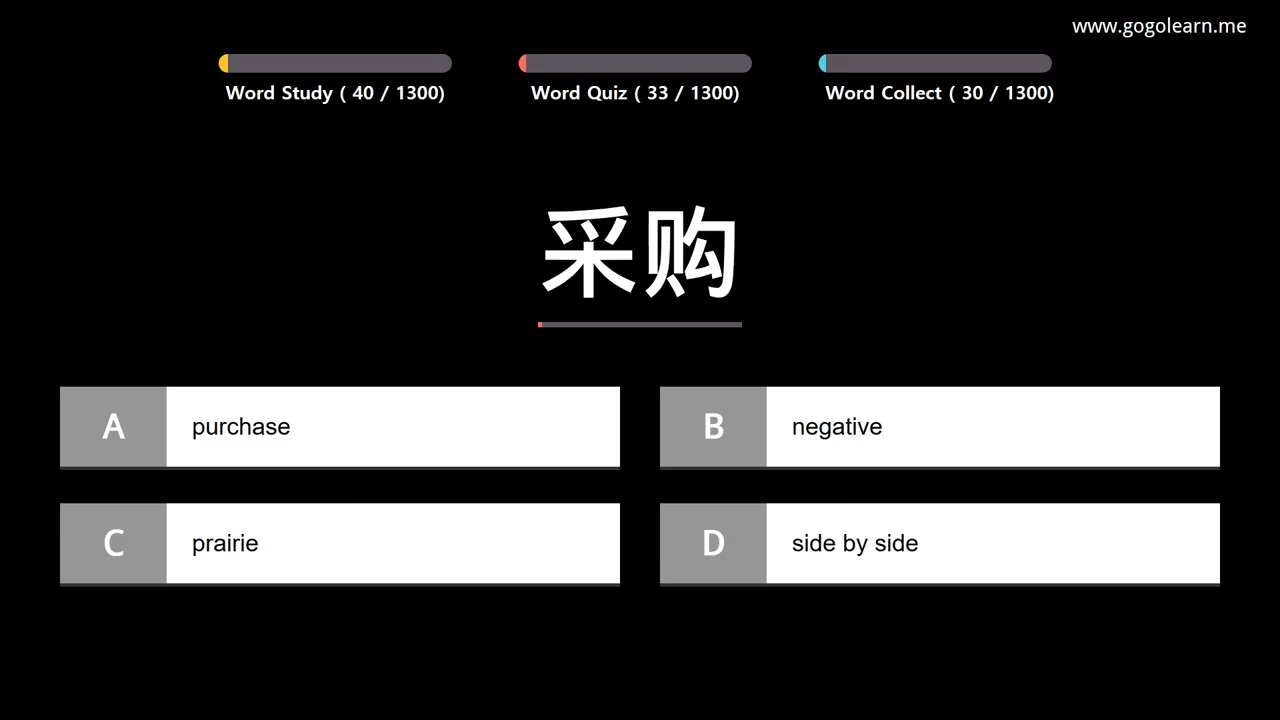 www.gogolearn.me
Word Study ( 40 / 1300)
Word Quiz ( 33 / 1300)
Word Collect ( 30 / 1300)
采购
A purchase
B negative
C prairie
D side by side